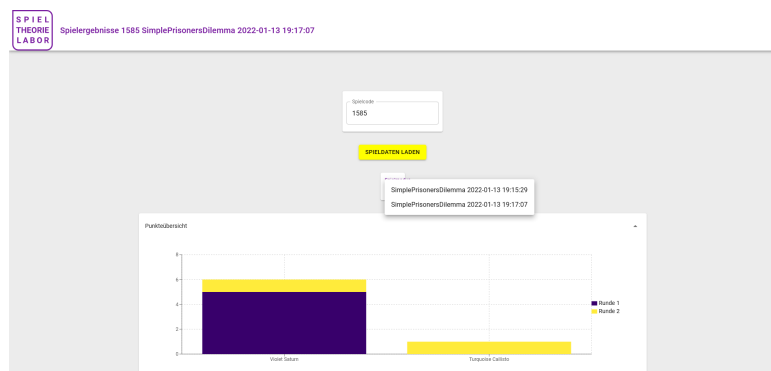 SPIEL
THEORIE
LABOR
Spielergebnisse 1585 SimplePrisonersDilemma 2022-01-13 19:17:07
Spielcode
1585
SPIELDATEN LADEN
SimplePrisonersDilemma 2022-01-13 19:15:29
SimplePrisonersDilemma 2022-01-13 19:17:07
Punkteübersicht
8
6
4
2
0
Runde 1
Runde 2
Violet Saturn
Turquoise Callisto